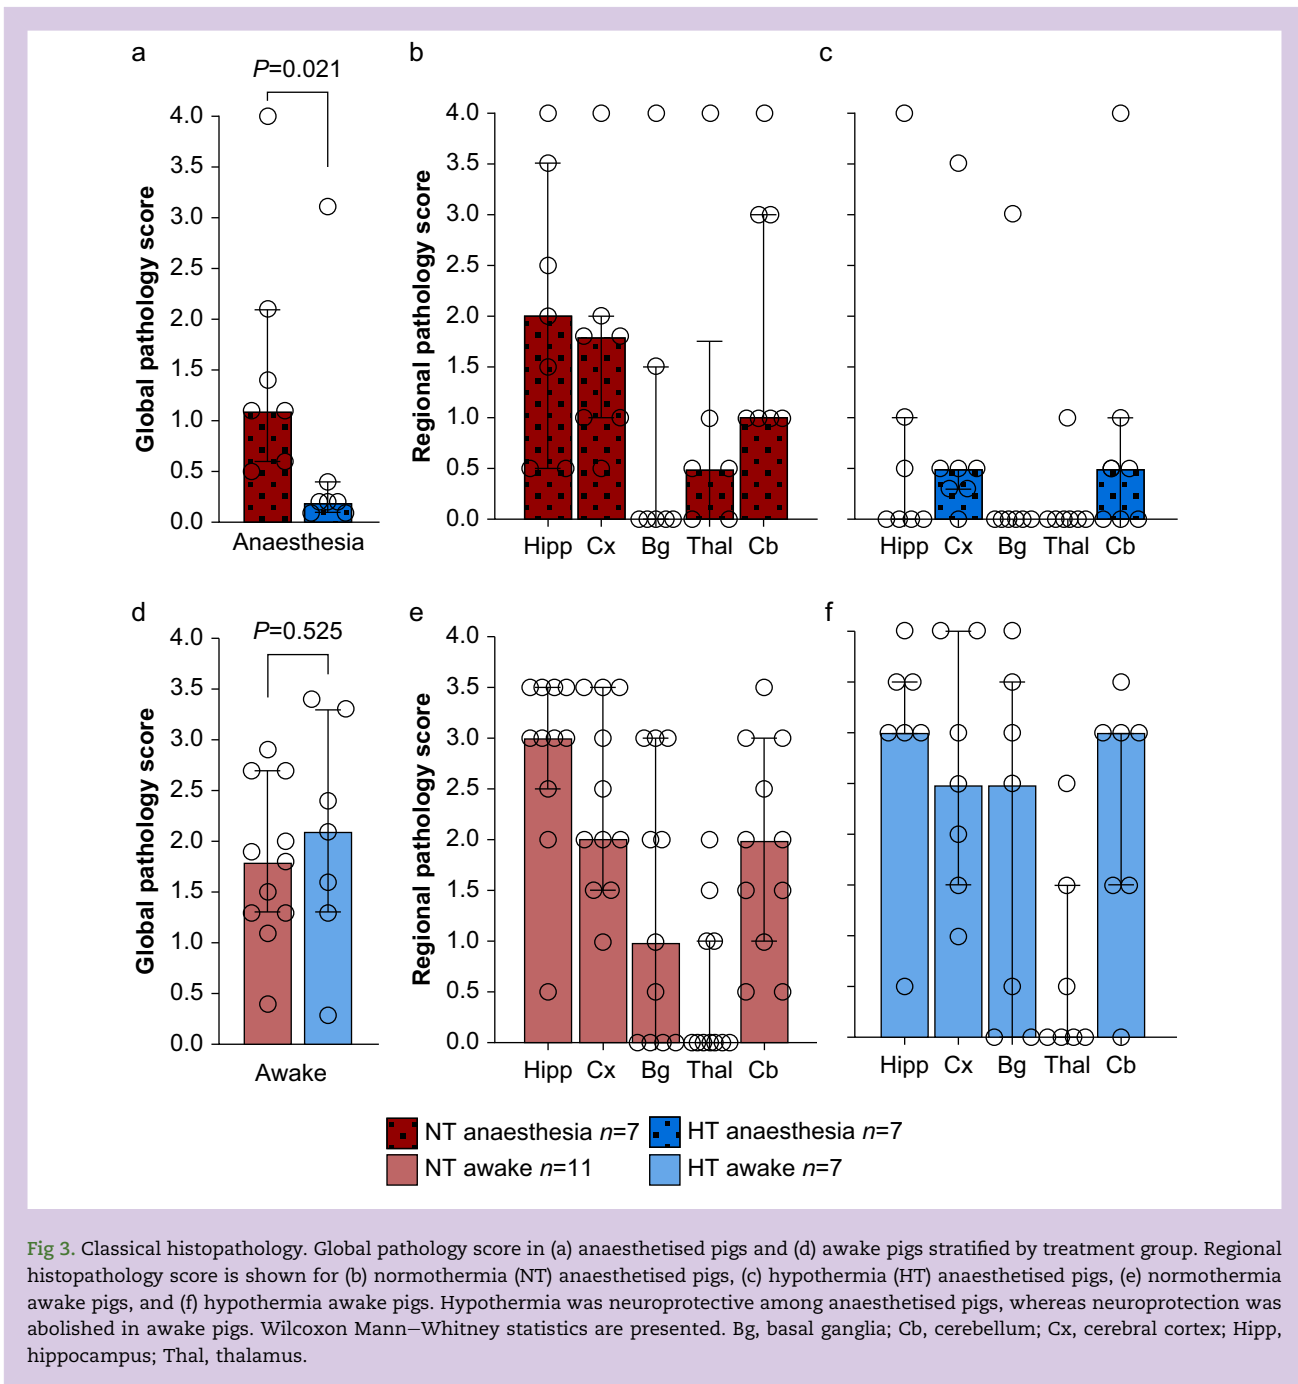 a
b
c
P=0.021
Global pathology score
4.0
3.5
3.0
2.5
2.0
1.5
1.0
0.5
0.0
Anaesthesia
Regional pathology score
4.0
3.5
3.0
2.5
2.0
1.5
1.0
0.5
0.0
Hipp Cx Bg Thal Cb
Hipp Cx Bg Thal Cb
d
e
f
P=0.525
Global pathology score
4.0
3.5
3.0
2.5
2.0
1.5
1.0
0.5
0.0
Awake
Regional pathology score
4.0
3.5
3.0
2.5
2.0
1.5
1.0
0.5
0.0
Hipp Cx Bg Thal Cb
Hipp Cx Bg Thal Cb
NT anaesthesia n=7 HT anaesthesia n=7
NT awake n=11 HT awake n=7
Fig 3. Classical histopathology. Global pathology score in (a) anaesthetised pigs and (d) awake pigs stratified by treatment group. Regional
histopathology score is shown for (b) normothermia (NT) anaesthetised pigs, (c) hypothermia (HT) anaesthetised pigs, (e) normothermia
awake pigs, and (f) hypothermia awake pigs. Hypothermia was neuroprotective among anaesthetised pigs, whereas neuroprotection was
abolished in awake pigs. Wilcoxon Mann–Whitney statistics are presented. Bg, basal ganglia; Cb, cerebellum; Cx, cerebral cortex; Hipp,
hippocampus; Thal, thalamus.